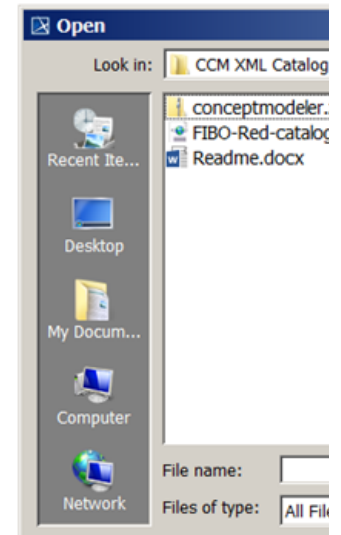 Open
Look in: CCM XML Catalog
conceptmodeler.
FIBO-Red-catalog
Readme.docx
Recent Ite...
Desktop
My Docum...
Computer
Network
File name:
Files of type: All File